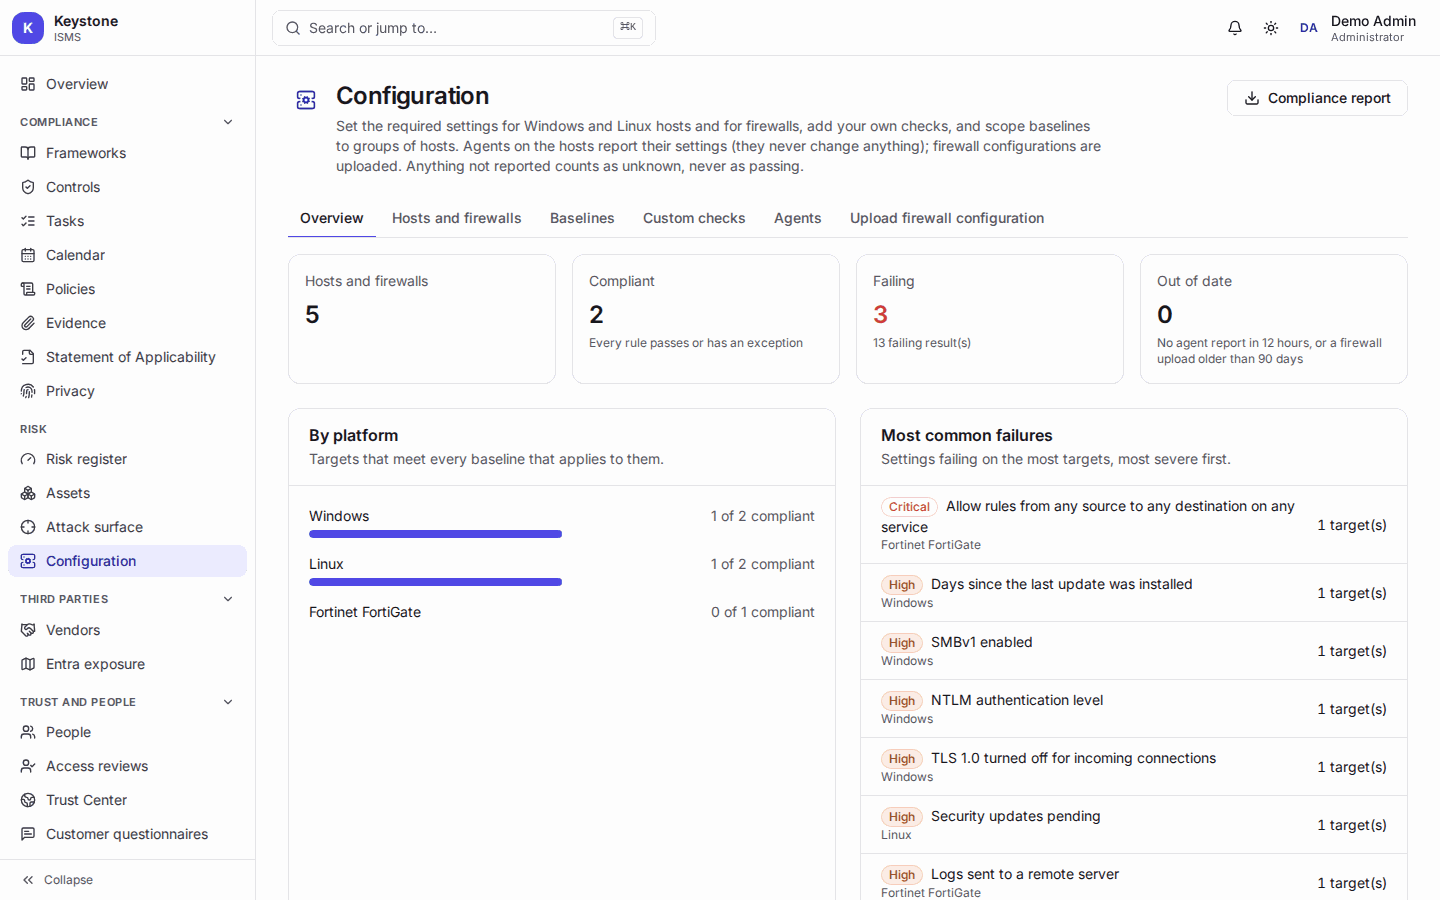 K
Keystone
ISMS
Search or jump to...
⌘K
DA
Demo Admin
Administrator
Overview
COMPLIANCE
Frameworks
Controls
Tasks
Calendar
Policies
Evidence
Statement of Applicability
Privacy
RISK
Risk register
Assets
Attack surface
Configuration
THIRD PARTIES
Vendors
Entra exposure
TRUST AND PEOPLE
People
Access reviews
Trust Center
Customer questionnaires
Collapse
Configuration
Set the required settings for Windows and Linux hosts and for firewalls, add your own checks, and scope baselines
to groups of hosts. Agents on the hosts report their settings (they never change anything); firewall configurations are
uploaded. Anything not reported counts as unknown, never as passing.
Compliance report
Overview
Hosts and firewalls
Baselines
Custom checks
Agents
Upload firewall configuration
Hosts and firewalls
5
Compliant
2
Every rule passes or has an exception
Failing
3
13 failing result(s)
Out of date
0
No agent report in 12 hours, or a firewall
upload older than 90 days
By platform
Targets that meet every baseline that applies to them.
Windows
1 of 2 compliant
Linux
1 of 2 compliant
Fortinet FortiGate
0 of 1 compliant
Most common failures
Settings failing on the most targets, most severe first.
Critical Allow rules from any source to any destination on any
service
Fortinet FortiGate
1 target(s)
High Days since the last update was installed
Windows
1 target(s)
High SMBv1 enabled
Windows
1 target(s)
High NTLM authentication level
Windows
1 target(s)
High TLS 1.0 turned off for incoming connections
Windows
1 target(s)
High Security updates pending
Linux
1 target(s)
High Logs sent to a remote server
Fortinet FortiGate
1 target(s)